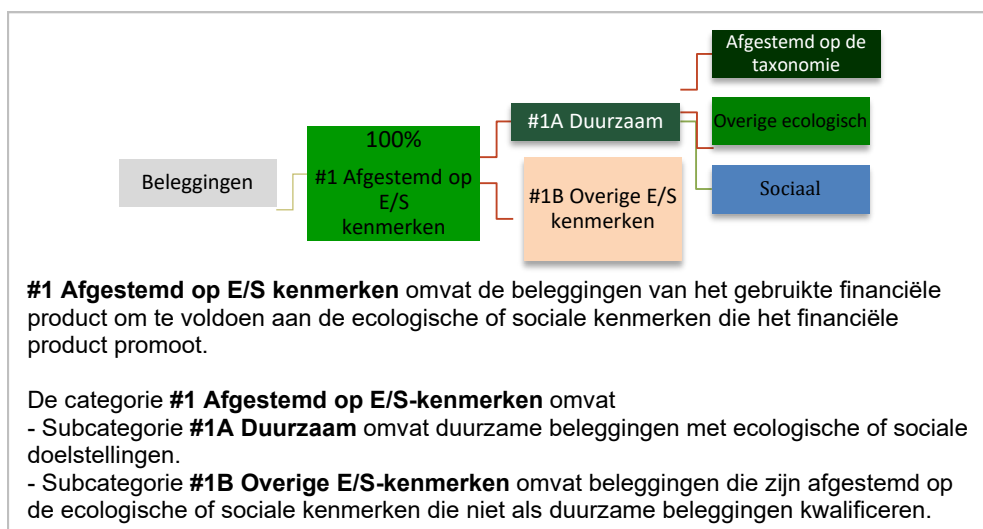 Afgestemd op de
taxonomie
#1A Duurzaam
Overige ecologisch
100%
Beleggingen
#1 Afgestemd op
E/S
kenmerken
#1B Overige E/S
kenmerken
Sociaal
#1 Afgestemd op E/S kenmerken omvat de beleggingen van het gebruikte financiële
product om te voldoen aan de ecologische of sociale kenmerken die het financiële
product promoot.
De categorie #1 Afgestemd op E/S-kenmerken omvat
- Subcategorie #1A Duurzaam omvat duurzame beleggingen met ecologische of sociale
doelstellingen.
- Subcategorie #1B Overige E/S-kenmerken omvat beleggingen die zijn afgestemd op
de ecologische of sociale kenmerken die niet als duurzame beleggingen kwalificeren.